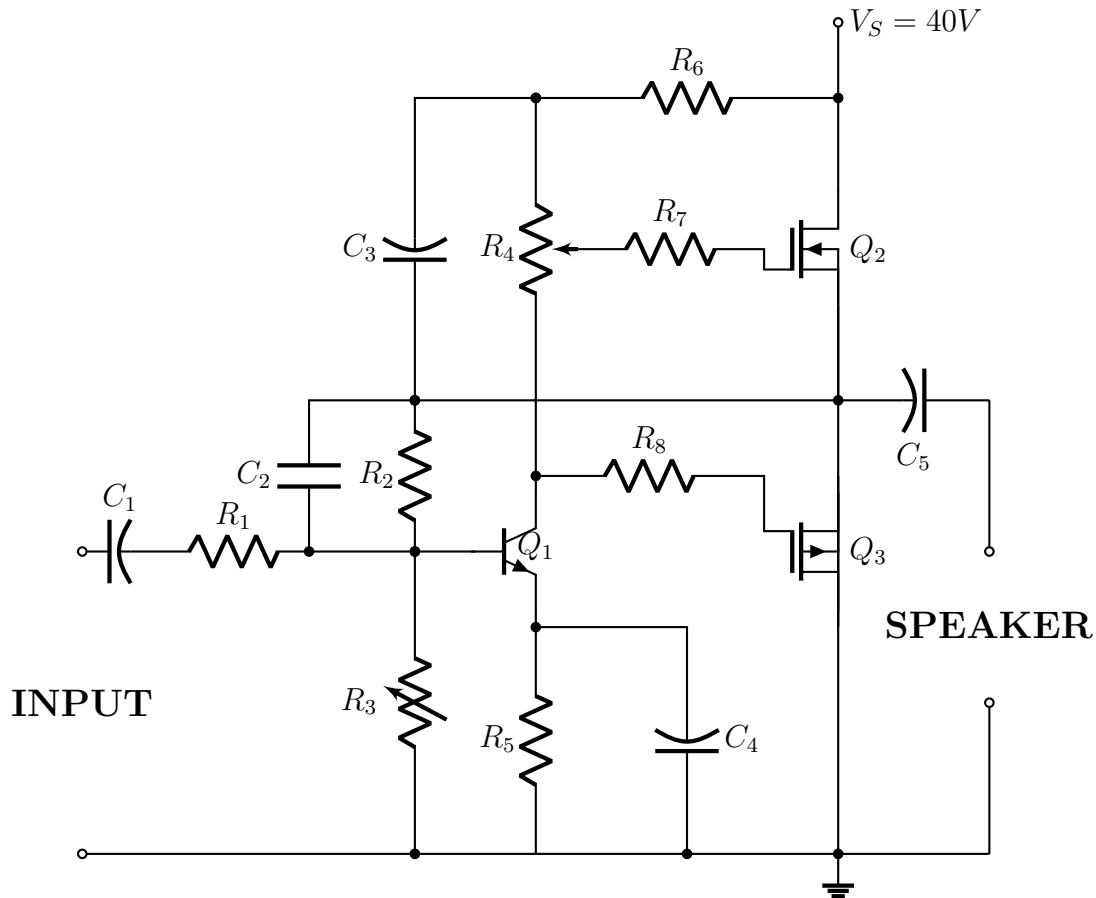 V_S = 40V
R_6
R_7
C_3
R_4
Q_2
R_8
C_5
C_2
R_2
C_1
R_1
Q_1
Q_3
SPEAKER
INPUT
R_3
R_5
C_4